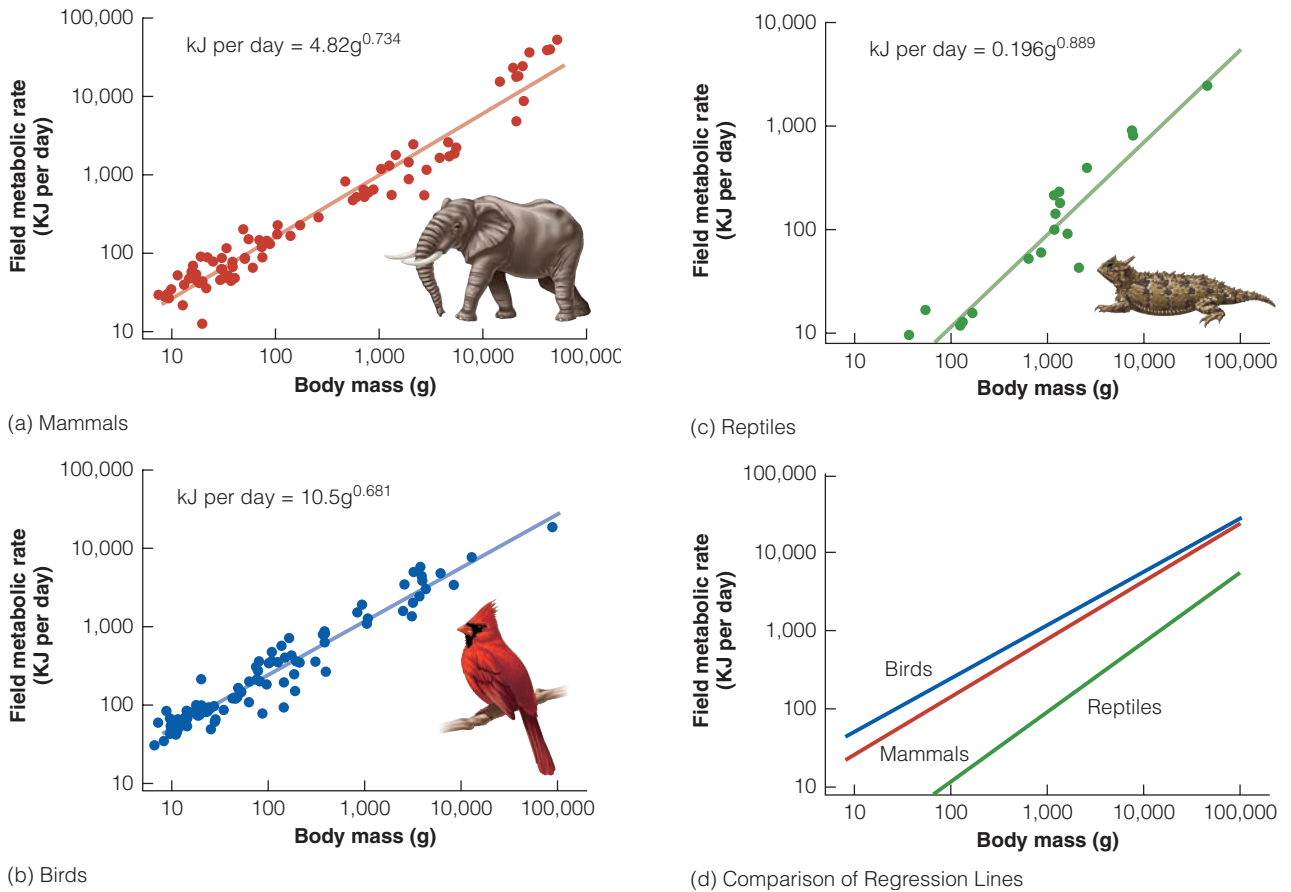 100,000
10,000
1,000
100
10
Field metabolic rate
(KJ per day)
kJ per day = 4.82g^0.734
10 100 1,000 10,000 100,000
Body mass (g)
(a) Mammals
100,000
10,000
1,000
100
10
Field metabolic rate
(KJ per day)
kJ per day = 10.5g^0.681
10 100 1,000 10,000 100,000
Body mass (g)
(b) Birds
10,000
1,000
100
10
Field metabolic rate
(KJ per day)
kJ per day = 0.196g^0.889
10 100 1,000 10,000 100,000
Body mass (g)
(c) Reptiles
100,000
10,000
1,000
100
10
Field metabolic rate
(KJ per day)
Birds
Reptiles
Mammals
10 100 1,000 10,000 100,000
Body mass (g)
(d) Comparison of Regression Lines